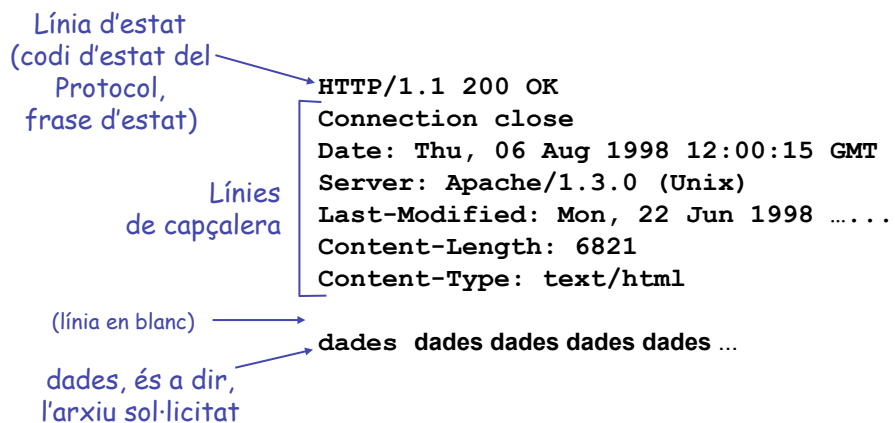 Línia d'estat
(codi d'estat del
Protocol,
frase d'estat)
HTTP/1.1 200 OK
Connection close
Date: Thu, 06 Aug 1998 12:00:15 GMT
Server: Apache/1.3.0 (Unix)
Last-Modified: Mon, 22 Jun 1998 …...
Content-Length: 6821
Content-Type: text/html
Línies
de capçalera
(línia en blanc)
dades dades dades dades dades ...
dades, és a dir,
l'arxiu sol·licitat